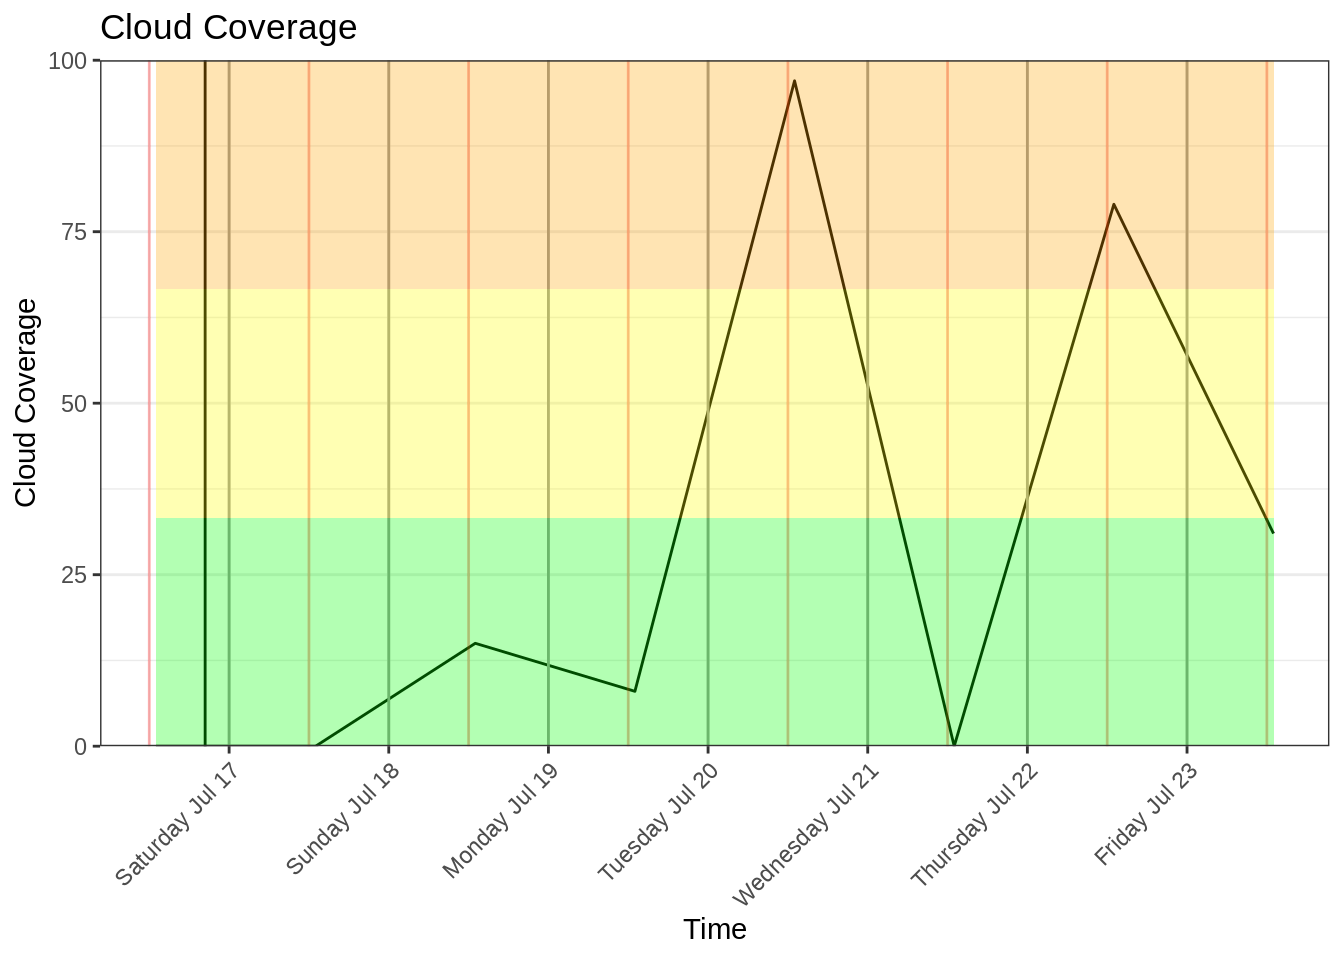 Cloud Coverage
Cloud Coverage
100
75
50
25
0
Saturday Jul 17
Sunday Jul 18
Monday Jul 19
Tuesday Jul 20
Wednesday Jul 21
Thursday Jul 22
Friday Jul 23
Time